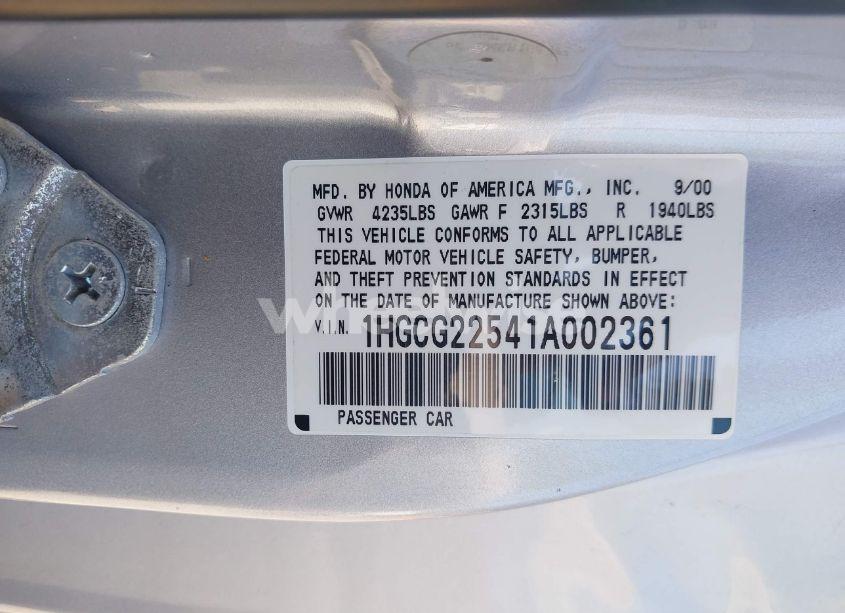 MFD. BY HONDA OF AMERICA MFG., INC. 9/00
GVWR 4235LBS GAWR F 2315LBS R 1940LBS
THIS VEHICLE CONFORMS TO ALL APPLICABLE
FEDERAL MOTOR VEHICLE SAFETY, BUMPER,
AND THEFT PREVENTION STANDARDS IN EFFECT
ON THE DATE OF MANUFACTURE SHOWN ABOVE:
V.I.N. 1HGCG22541A002361
PASSENGER CAR